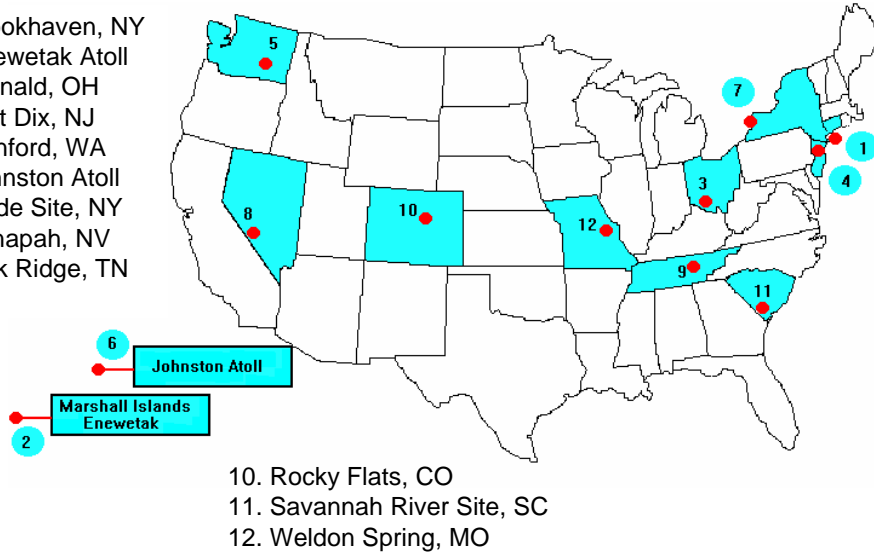 ookhaven, NY
ewetak Atoll
nald, OH
t Dix, NJ
nford, WA
hnston Atoll
de Site, NY
napah, NV
k Ridge, TN
5
7
1
4
3
8
10
12
9
11
6
Johnston Atoll
Marshall Islands
Enewetak
2
10. Rocky Flats, CO
11. Savannah River Site, SC
12. Weldon Spring, MO